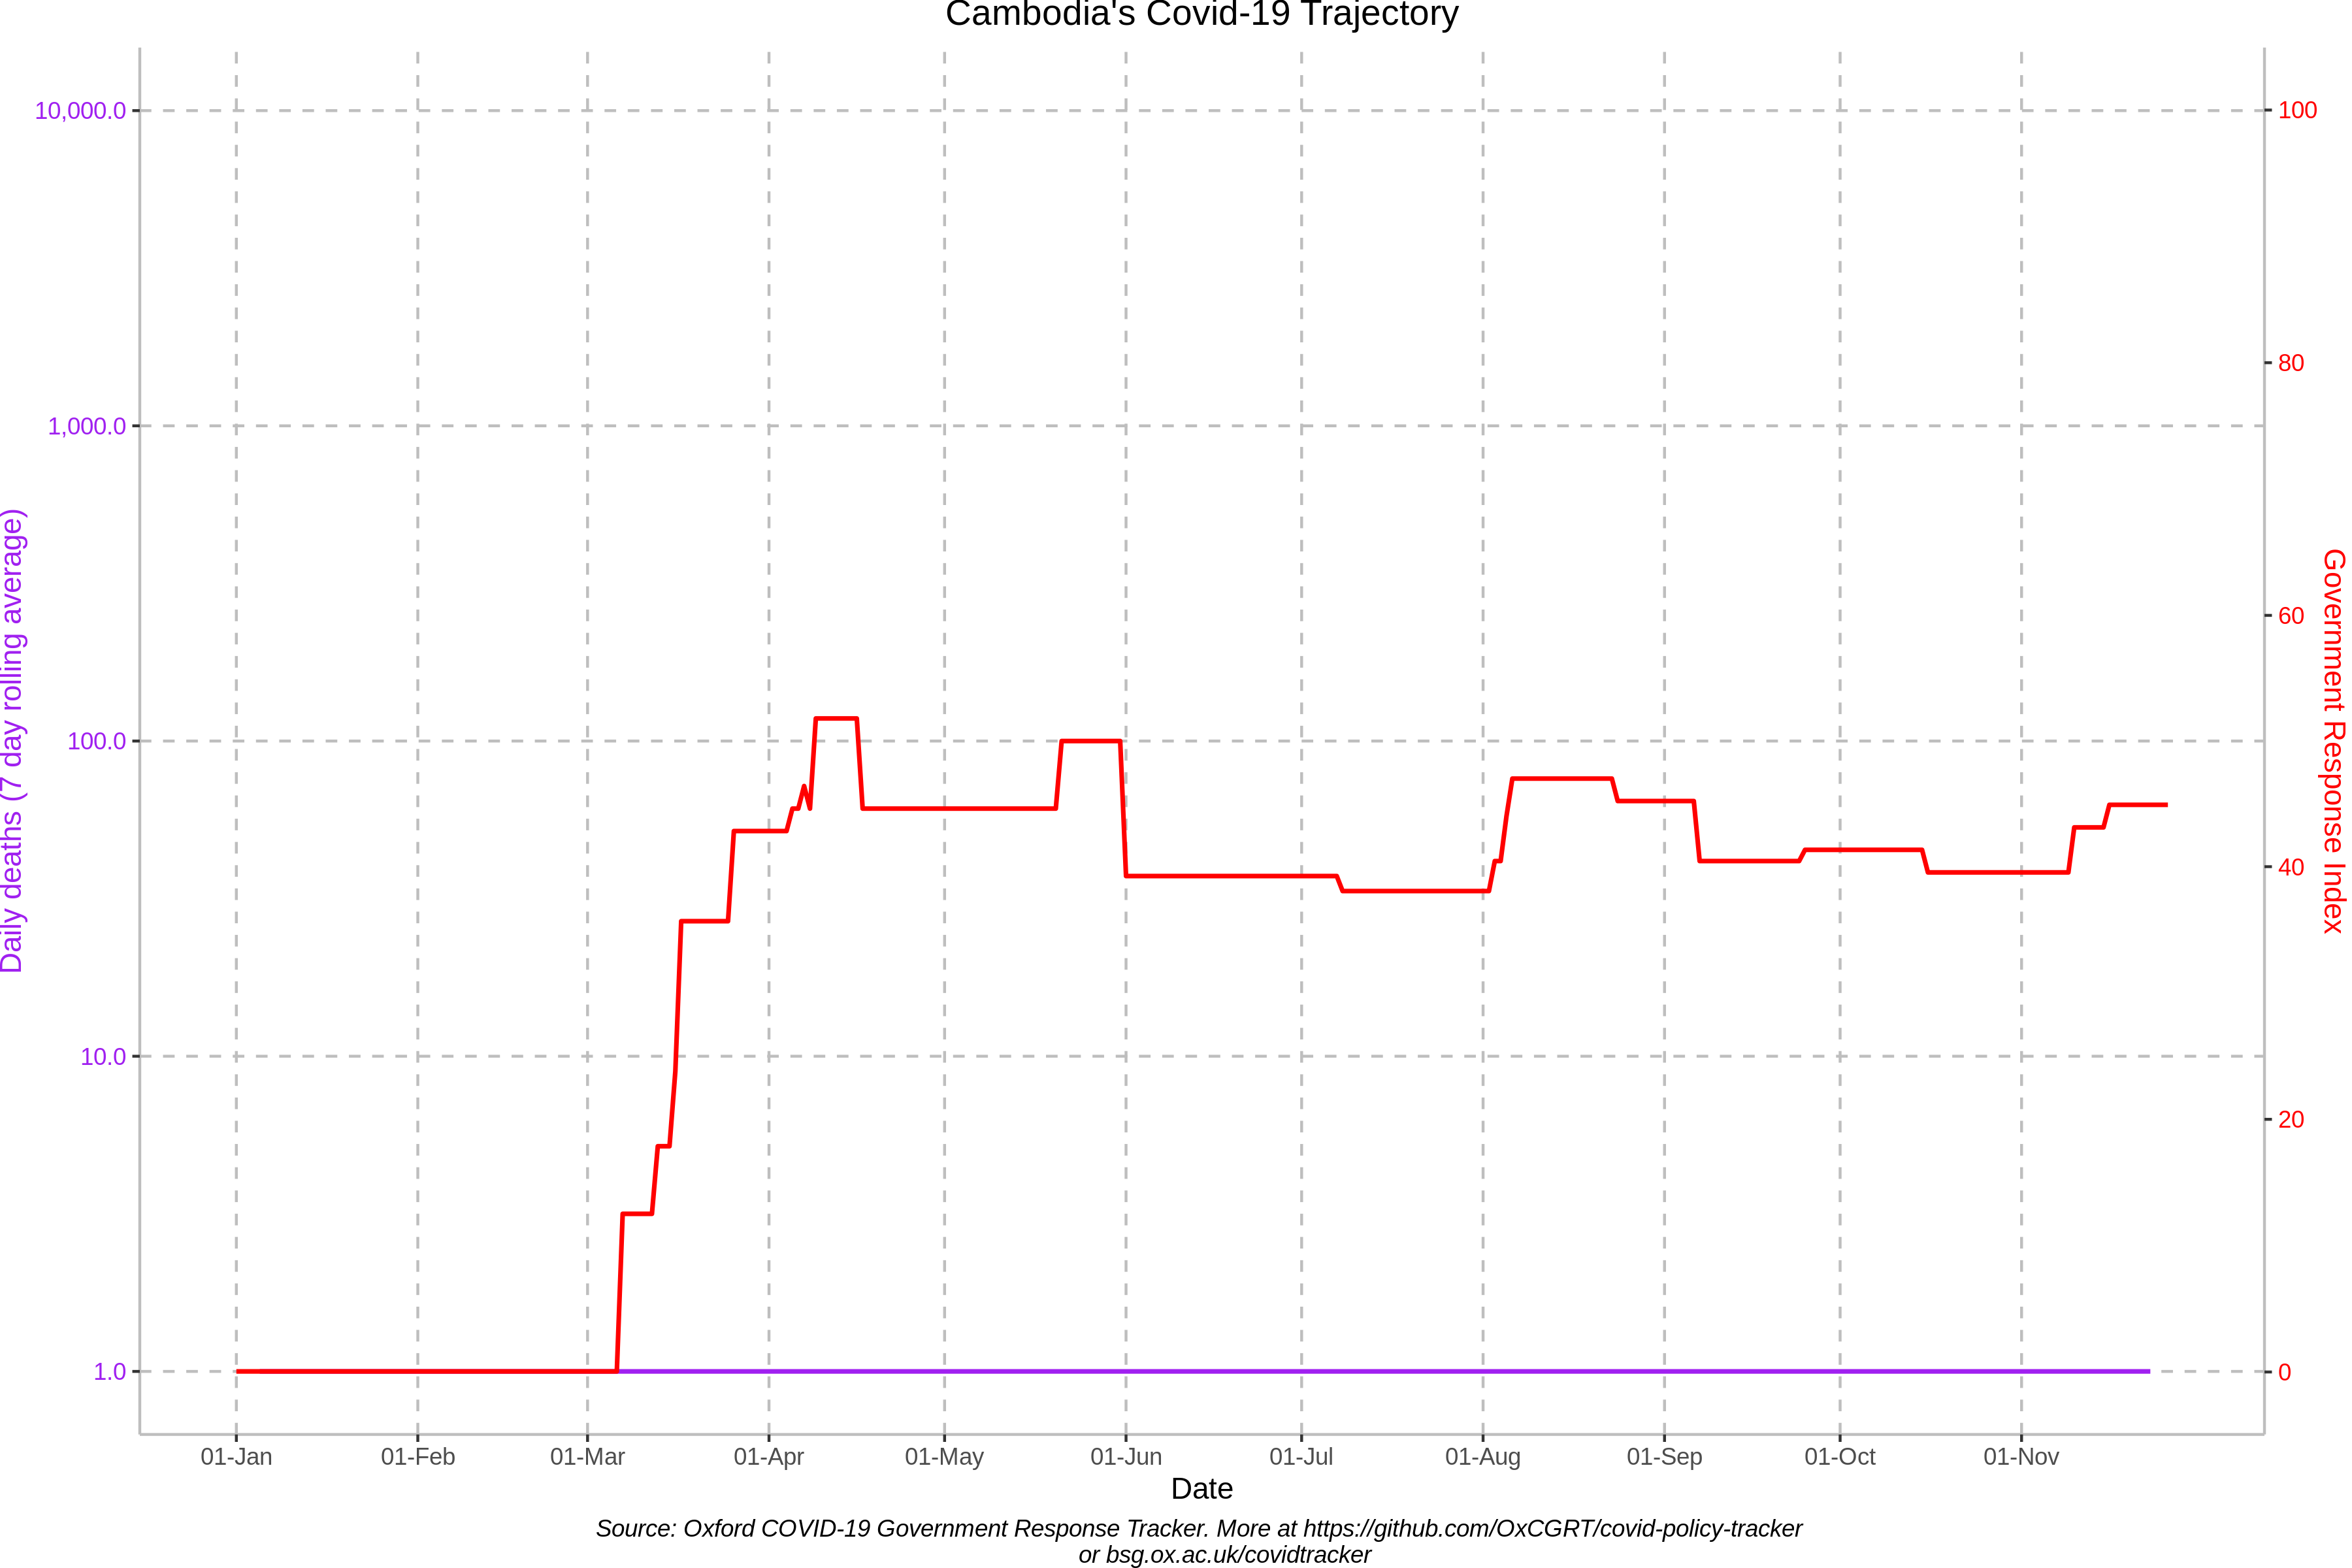 Cambodia's Covid-19 Trajectory
10,000.0
1,000.0
100.0
10.0
1.0
Daily deaths (7 day rolling average)
100
80
60
40
20
0
Government Response Index
01-Jan
01-Feb
01-Mar
01-Apr
01-May
01-Jun
01-Jul
01-Aug
01-Sep
01-Oct
01-Nov
Date
Source: Oxford COVID-19 Government Response Tracker. More at https://github.com/OxCGRT/covid-policy-tracker
or bsg.ox.ac.uk/covidtracker